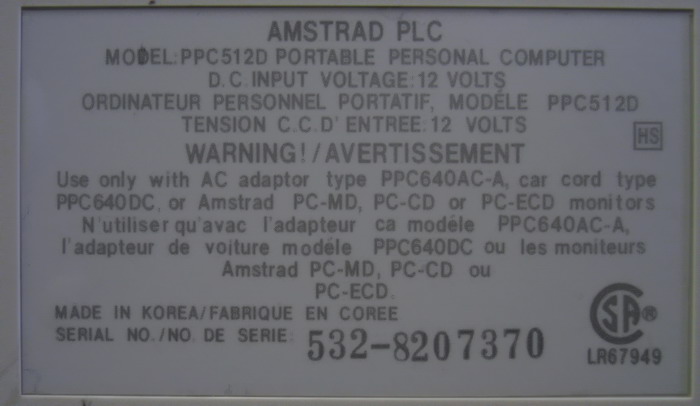 AMSTRAD PLC
MODEL:PPC512D PORTABLE PERSONAL COMPUTER
D.C.INPUT VOLTAGE:12 VOLTS
ORDINATEUR PERSONNEL PORTATIF, MODÈLE PPC512D
TENSION C.C.D'ENTREE:12 VOLTS
HS
WARNING!/AVERTISSEMENT
Use only with AC adaptor type PPC640AC-A, car cord type
PPC640DC, or Amstrad PC-MD, PC-CD or PC-ECD monitors
N'utiliser qu'avac l'adapteur ca modéle PPC640AC-A,
l'adapteur de voiture modéle PPC640DC ou les moniteurs
Amstrad PC-MD, PC-CD ou
PC-ECD.
MADE IN KOREA/FABRIQUE EN COREE
SERIAL NO./NO. DE SERIE: 532-8207370
SA®
LR67949